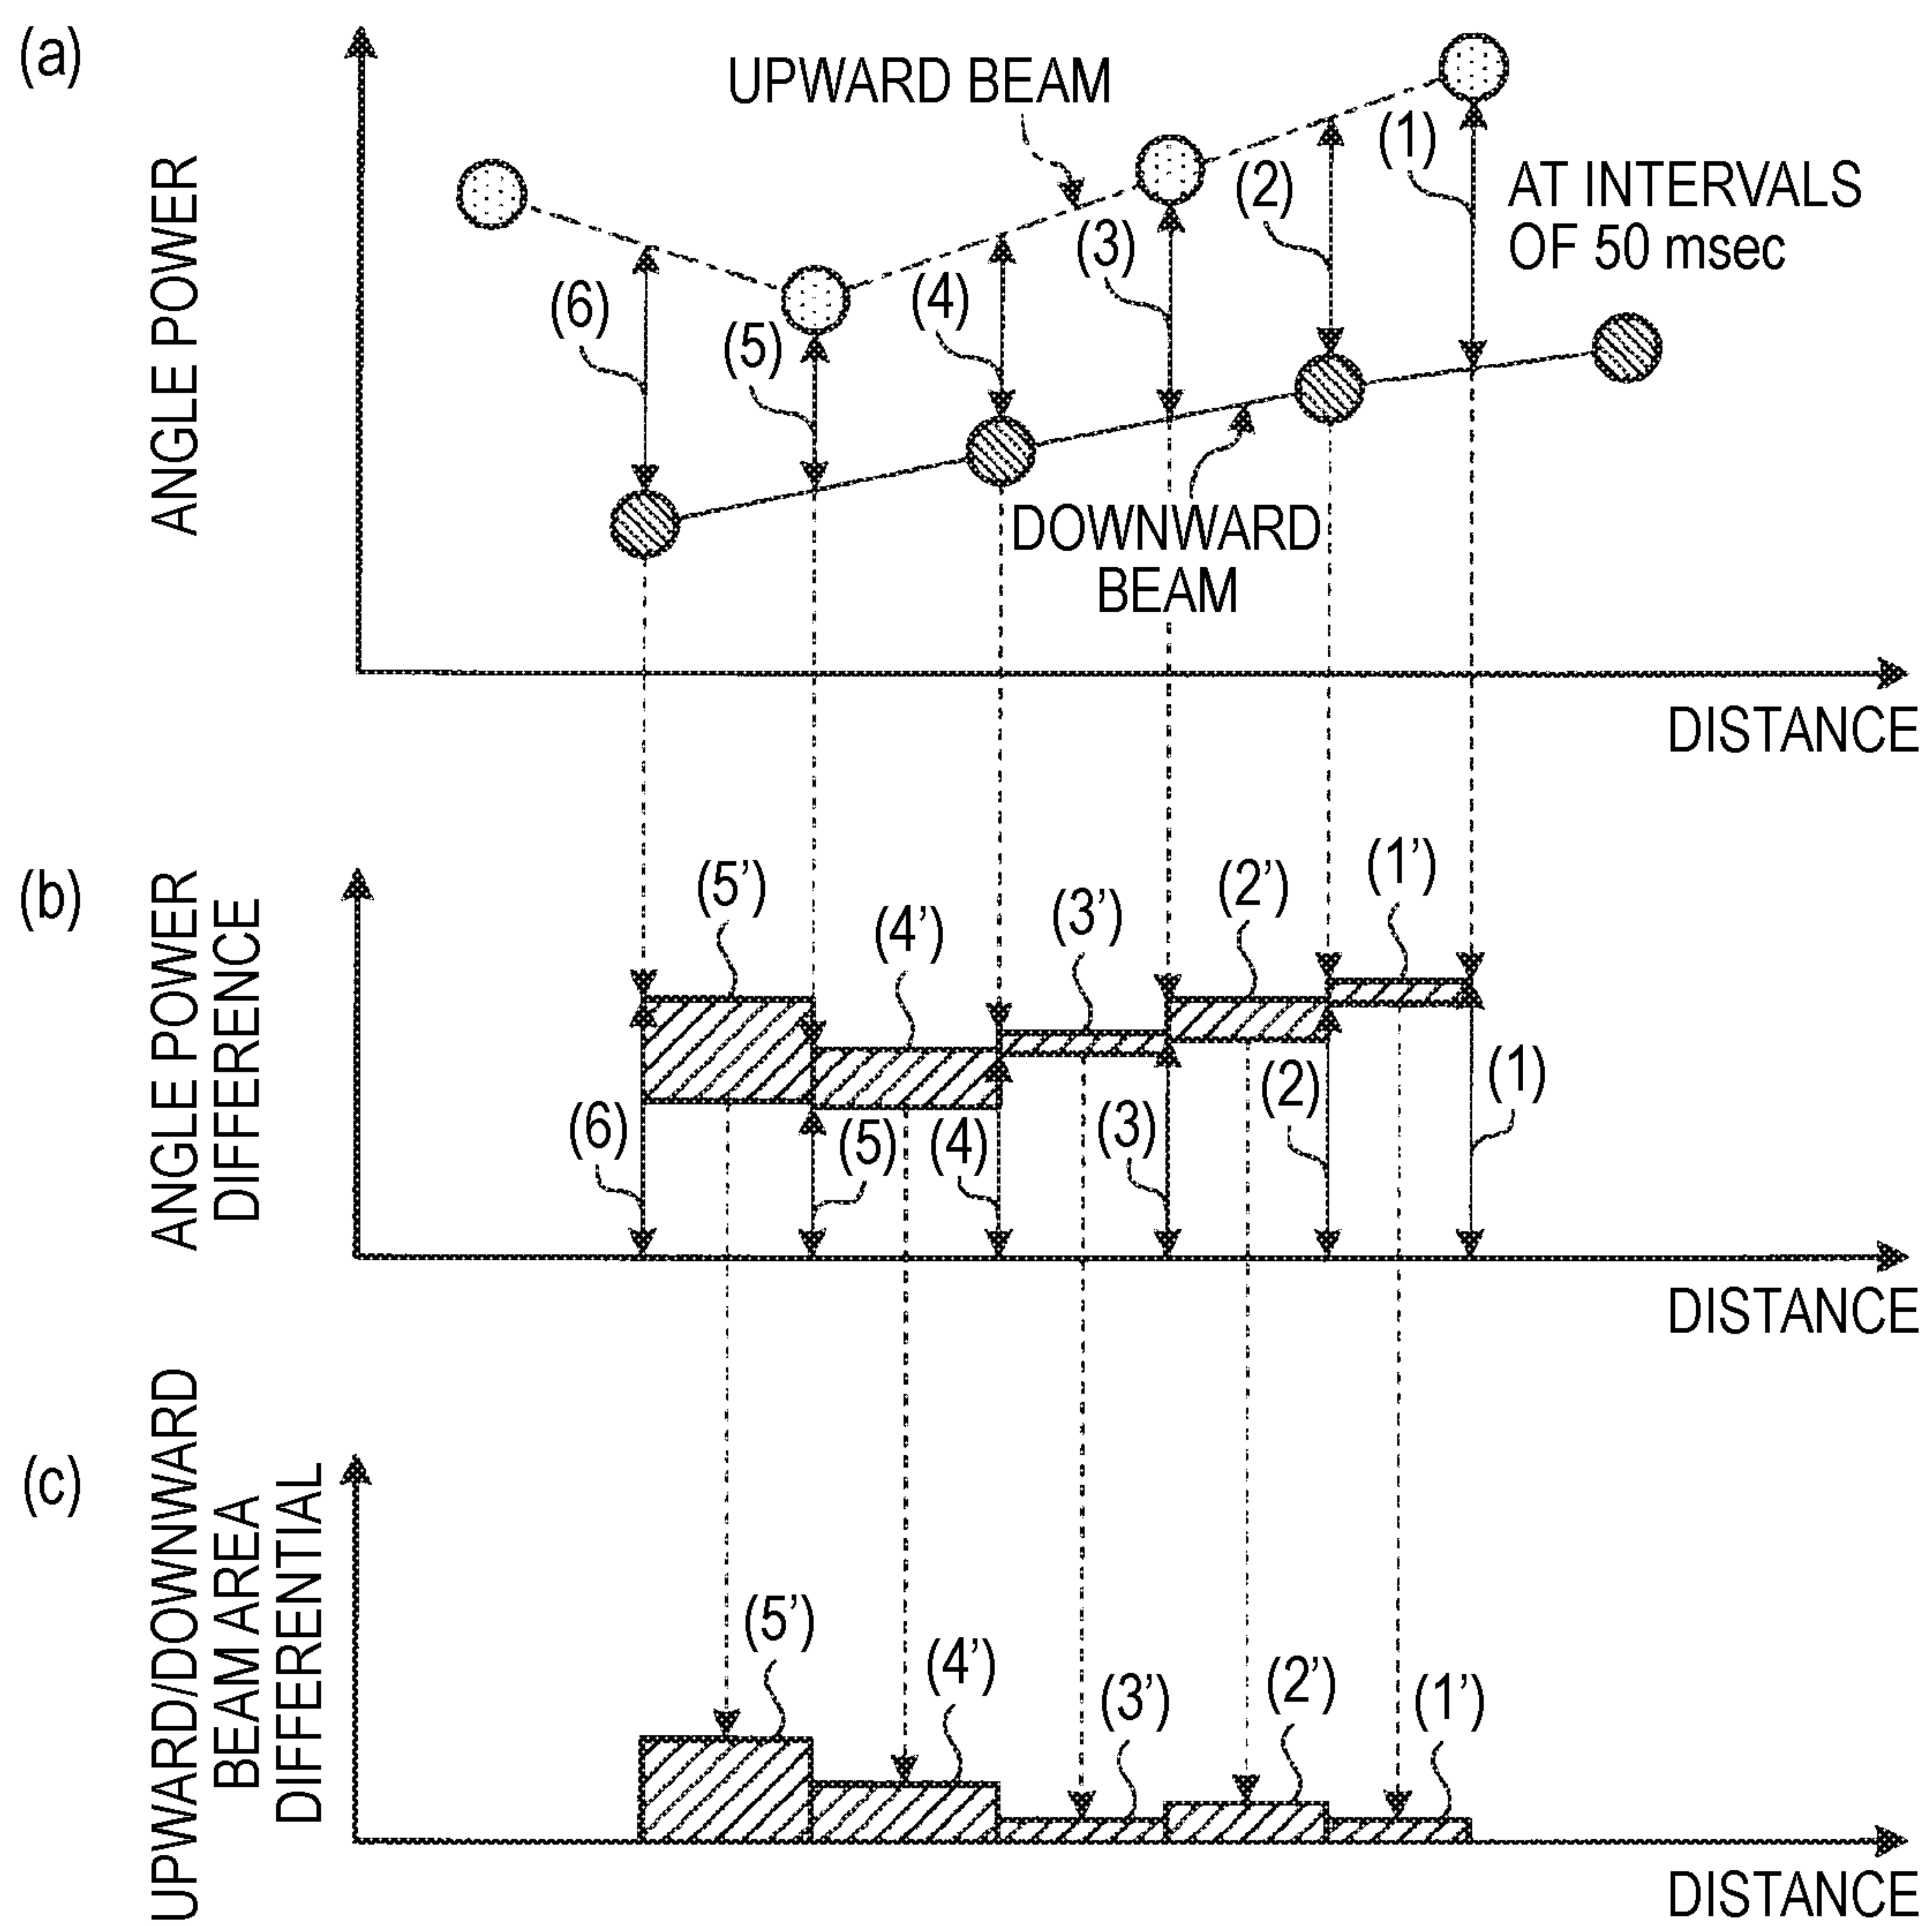 (a)
ANGLE POWER
UPWARD BEAM
(1)
(2)
(3)
(4)
(5)
(6)
AT INTERVALS
OF 50 msec
DOWNWARD
BEAM
DISTANCE
(b)
ANGLE POWER
DIFFERENCE
(5')
(4')
(3')
(2')
(1')
(6)
(5)
(4)
(3)
(2)
(1)
DISTANCE
(c)
UPWARD/DOWNWARD
BEAM AREA
DIFFERENTIAL
(5')
(4')
(3')
(2')
(1')
DISTANCE